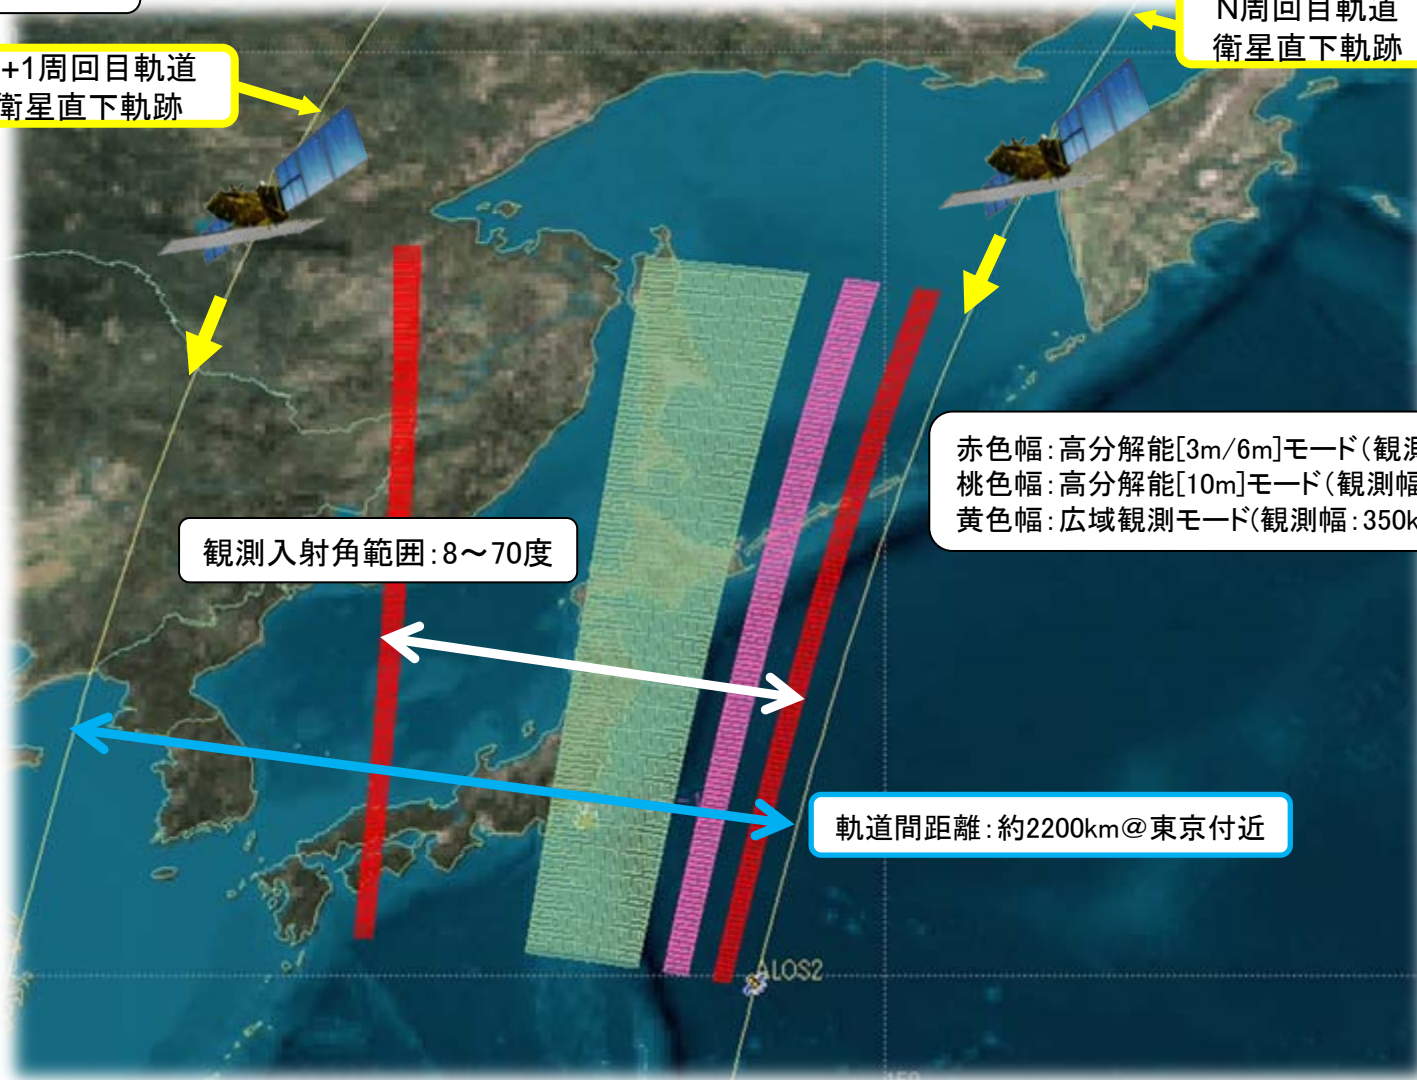 N周回目軌道
衛星直下軌跡
+1周回目軌道
衛星直下軌跡
赤色幅：高分解能[3m/6m]モード（観測
桃色幅：高分解能[10m]モード（観測幅
黄色幅：広域観測モード（観測幅：350k
観測入射角範囲：8～70度
軌道間距離：約2200km＠東京付近
ALOS2
150